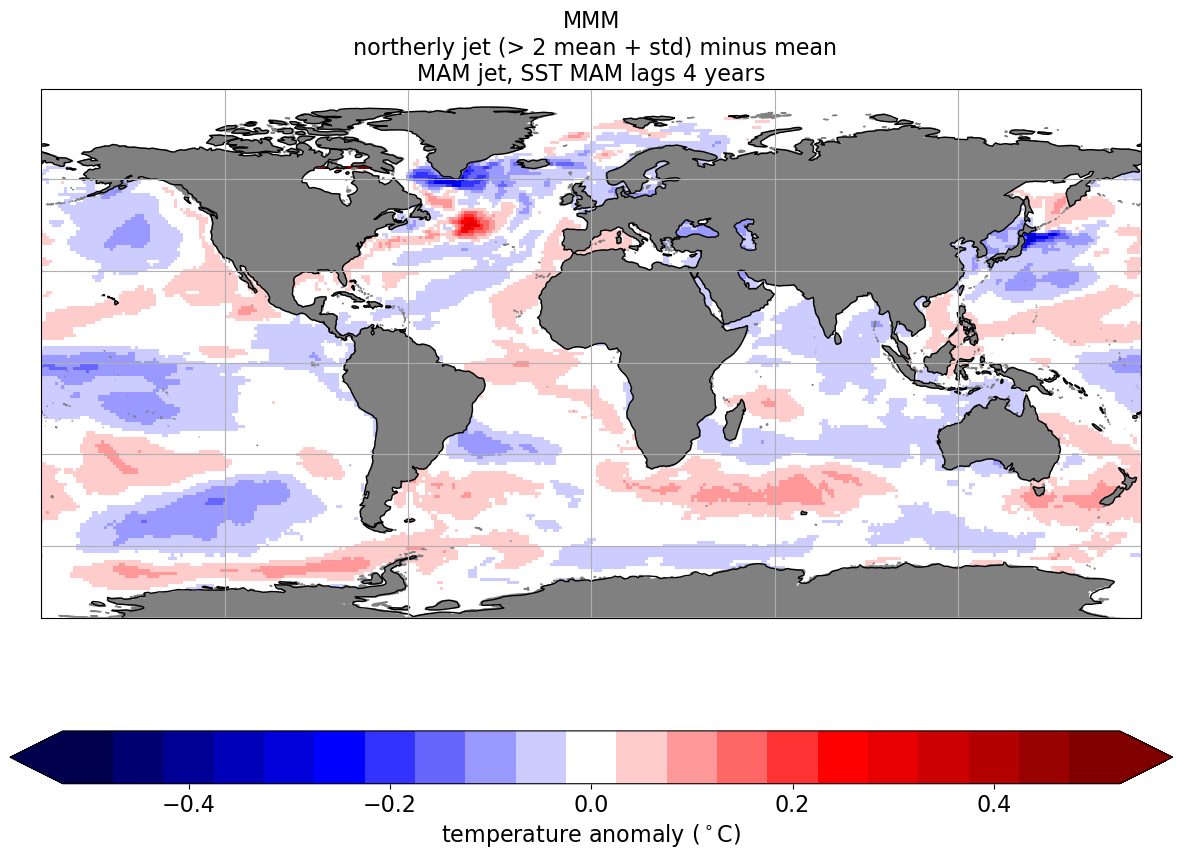 MMM
northerly jet (> 2 mean + std) minus mean
MAM jet, SST MAM lags 4 years
−0.4 −0.2 0.0 0.2 0.4
temperature anomaly (°C)